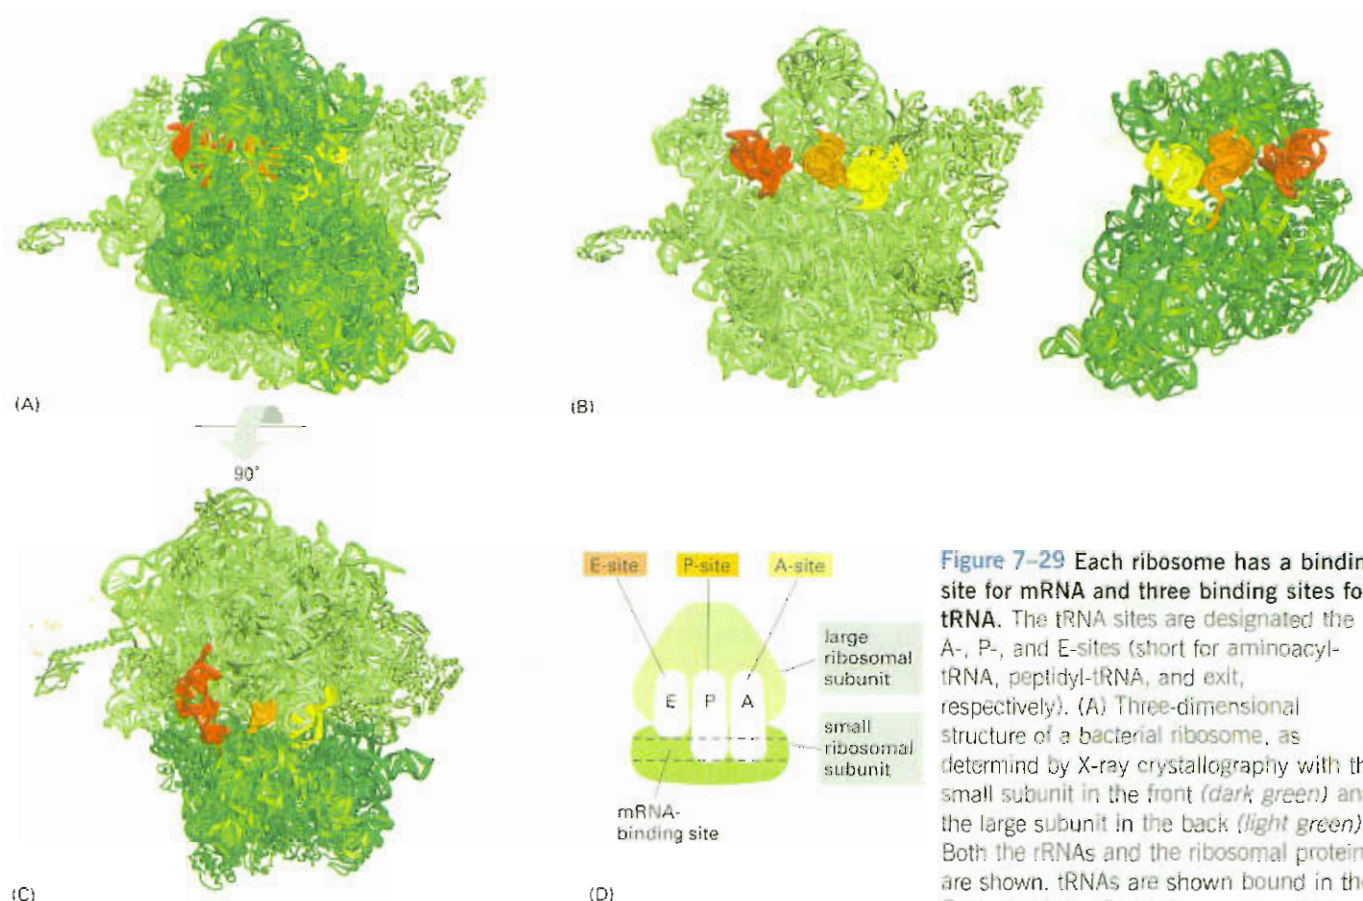 (A)
(B)
90°
(C)
E-site
P-site
A-site
E
P
A
large
ribosomal
subunit
small
ribosomal
subunit
mRNA-
binding site
(D)
Figure 7–29 Each ribosome has a bindin
site for mRNA and three binding sites fo
tRNA. The tRNA sites are designated the
A-, P-, and E-sites (short for aminoacyl-
tRNA, peptidyl-tRNA, and exit,
respectively). (A) Three-dimensional
structure of a bacterial ribosome, as
determind by X-ray crystallography with th
small subunit in the front (dark green) an
the large subunit in the back (light green)
Both the rRNAs and the ribosomal protein
are shown. tRNAs are shown bound in the